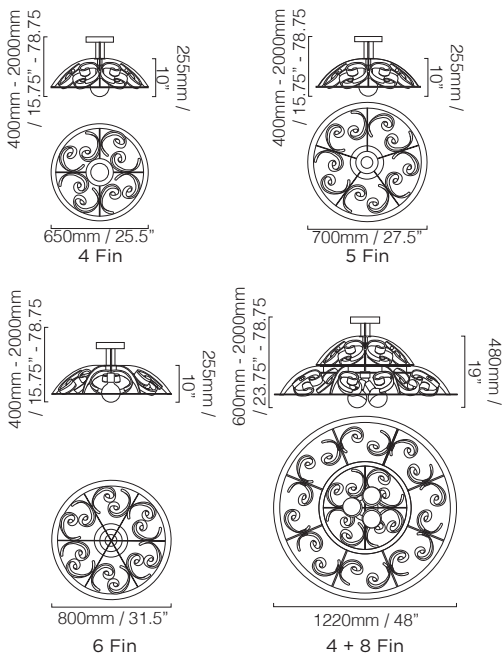 400mm - 2000mm
/ 15.75" - 78.75
255mm /
10"
650mm / 25.5"
4 Fin
400mm - 2000mm
/ 15.75" - 78.75
255mm /
10"
700mm / 27.5"
5 Fin
400mm - 2000mm
/ 15.75" - 78.75
255mm /
10"
800mm / 31.5"
6 Fin
600mm - 2000mm
/ 23.75" - 78.75
480mm /
19"
1220mm / 48"
4 + 8 Fin